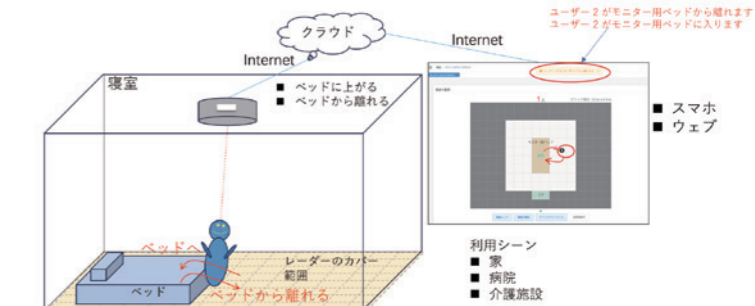 ユーザー2がモニター用ベッドから離れます
ユーザー2がモニター用ベッドに入ります
クラウド
Internet
Internet
寝室
■ ベッドに上がる
■ ベッドから離れる
■ スマホ
■ ウェブ
ベッドへ
レーダーのカバー
範囲
ベッド
ベッドから離れる
利用シーン
■ 家
■ 病院
■ 介護施設